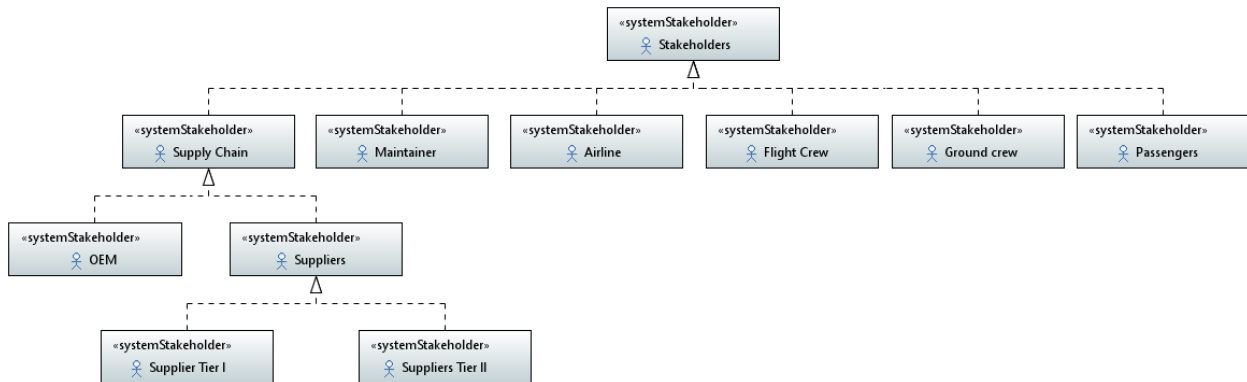 «systemStakeholder»
Stakeholders
«systemStakeholder»
Supply Chain
«systemStakeholder»
Maintainer
«systemStakeholder»
Airline
«systemStakeholder»
Flight Crew
«systemStakeholder»
Ground crew
«systemStakeholder»
Passengers
«systemStakeholder»
OEM
«systemStakeholder»
Suppliers
«systemStakeholder»
Supplier Tier I
«systemStakeholder»
Suppliers Tier II